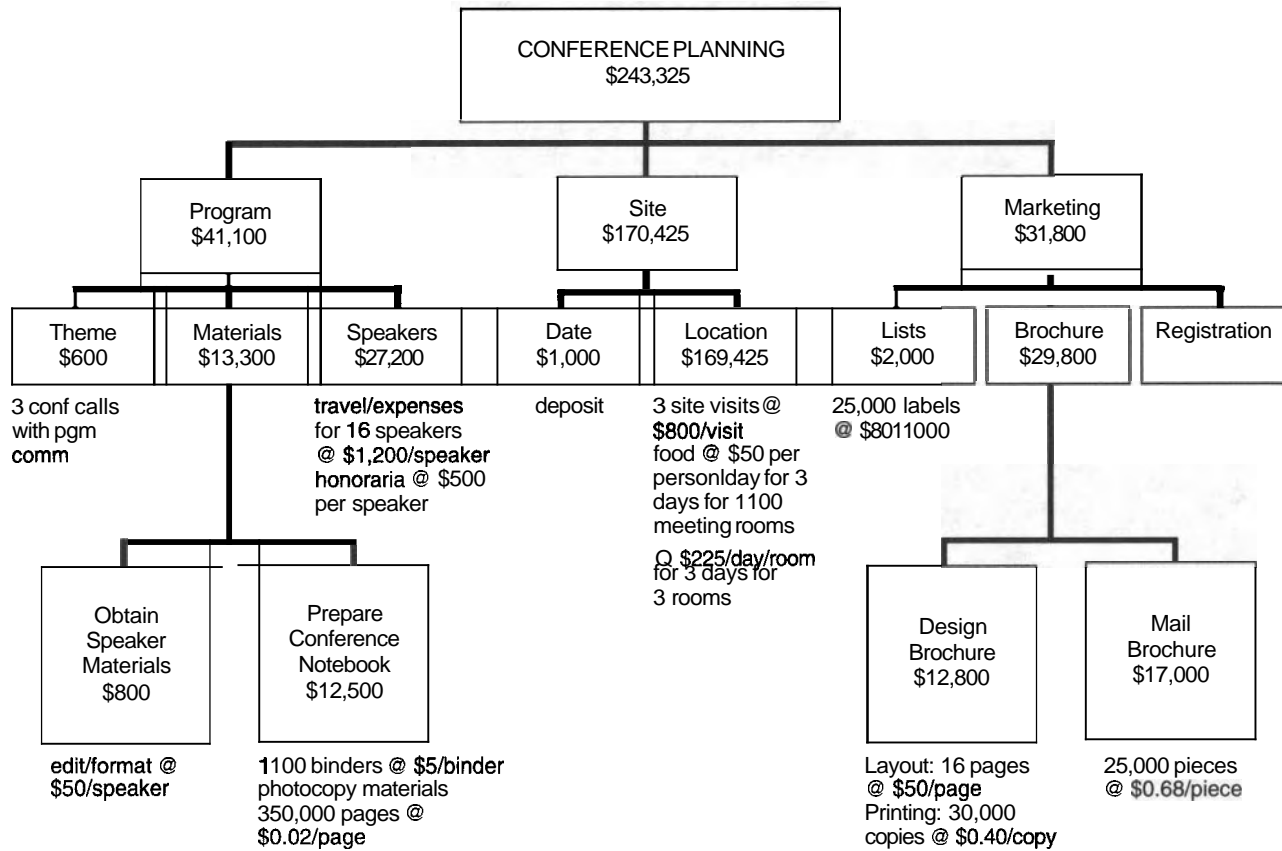 CONFERENCE PLANNING
$243,325
Program
$41,100
Site
$170,425
Marketing
$31,800
Theme
$600
Materials
$13,300
Speakers
$27,200
Date
$1,000
Location
$169,425
Lists
$2,000
Brochure
$29,800
Registration
3 conf calls
with pgm
comm
travel/expenses
for 16 speakers
@ $1,200/speaker
honoraria @ $500
per speaker
deposit
3 site visits @
$800/visit
food @ $50 per
personlday for 3
days for 1100
meeting rooms
Q $225/day/room
for 3 days for
3 rooms
25,000 labels
@ $8011000
Obtain
Speaker
Materials
$800
Prepare
Conference
Notebook
$12,500
Design
Brochure
$12,800
Mail
Brochure
$17,000
edit/format @
$50/speaker
1100 binders @ $5/binder
photocopy materials
350,000 pages @
$0.02/page
Layout: 16 pages
@ $50/page
Printing: 30,000
copies @ $0.40/copy
25,000 pieces
@ $0.68/piece